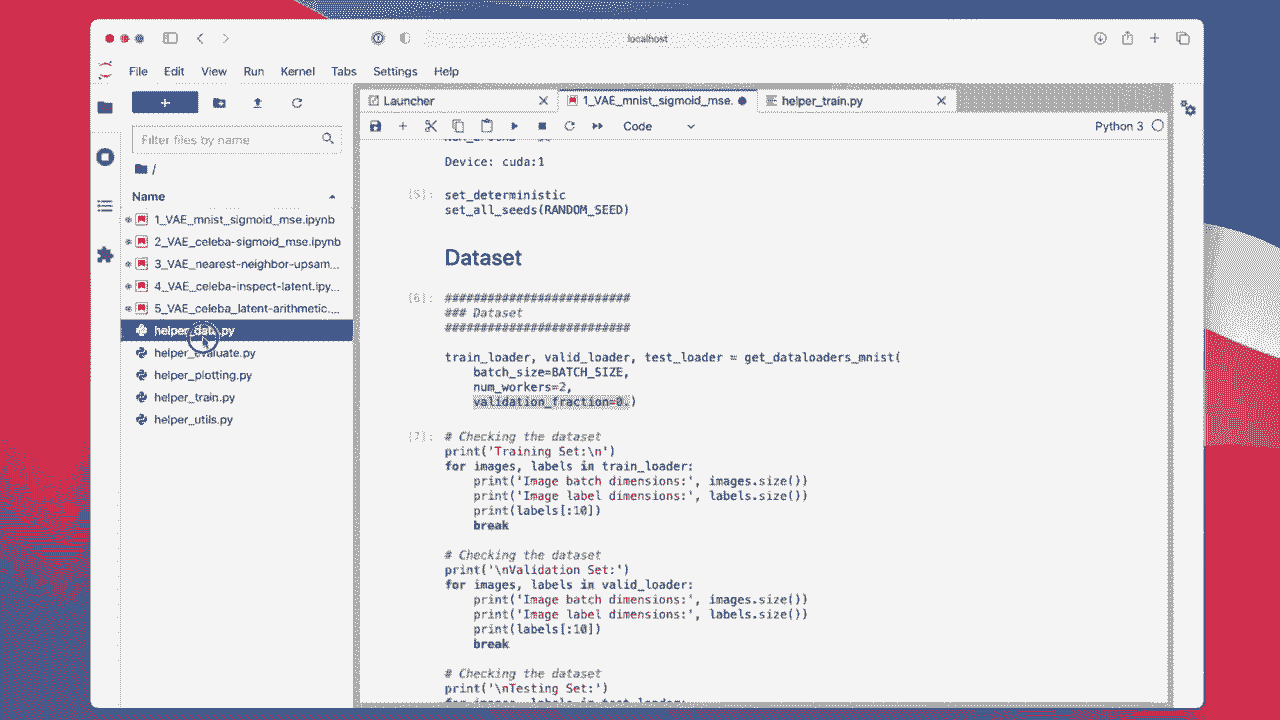 localhost
File Edit View Run Kernel Tabs Settings Help
Launcher
1_VAE_mnist_sigmoid_mse.
helper_train.py
Code
Python 3
Filter files by name
/
Name
1_VAE_mnist_sigmoid_mse.ipynb
2_VAE_celeba-sigmoid_mse.ipynb
3_VAE_nearest-neighbor-upsam...
4_VAE_celeba-inspect-latent.ipy...
5_VAE_celeba_latent-arithmetic....
helper_data.py
helper_evaluate.py
helper_plotting.py
helper_train.py
helper_utils.py
Device: cuda:1
[5]: set_deterministic
set_all_seeds(RANDOM_SEED)
Dataset
[6]: ##########################
### Dataset
##########################
train_loader, valid_loader, test_loader = get_dataloaders_mnist(
batch_size=BATCH_SIZE,
num_workers=2,
validation_fraction=0.)
[7]: # Checking the dataset
print('Training Set:\n')
for images, labels in train_loader:
print('Image batch dimensions:', images.size())
print('Image label dimensions:', labels.size())
print(labels[:10])
break
# Checking the dataset
print('\nValidation Set:')
for images, labels in valid_loader:
print('Image batch dimensions:', images.size())
print('Image label dimensions:', labels.size())
print(labels[:10])
break
# Checking the dataset
print('\nTesting Set:')
for images, labels in test_loader: